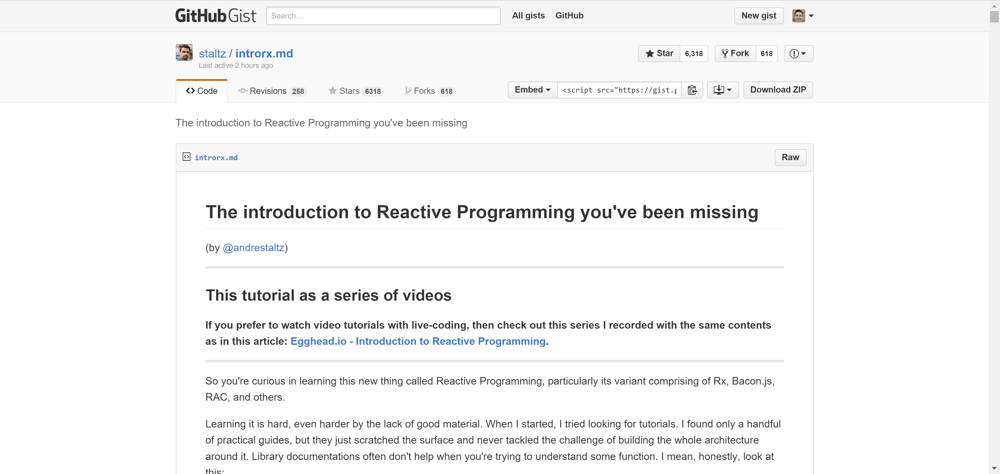 GitHub Gist Search... All gists GitHub New gist
staltz / introrx.md Star 6,318 Fork 618
Last active 2 hours ago
Code Revisions 258 Stars 6318 Forks 618 Embed <script src="https://gist.g Download ZIP
The introduction to Reactive Programming you've been missing
introrx.md Raw
The introduction to Reactive Programming you've been missing
(by @andrestaltz)
This tutorial as a series of videos
If you prefer to watch video tutorials with live-coding, then check out this series I recorded with the same contents
as in this article: Egghead.io - Introduction to Reactive Programming.
So you're curious in learning this new thing called Reactive Programming, particularly its variant comprising of Rx, Bacon.js,
RAC, and others.
Learning it is hard, even harder by the lack of good material. When I started, I tried looking for tutorials. I found only a handful
of practical guides, but they just scratched the surface and never tackled the challenge of building the whole architecture
around it. Library documentations often don't help when you're trying to understand some function. I mean, honestly, look at
this: